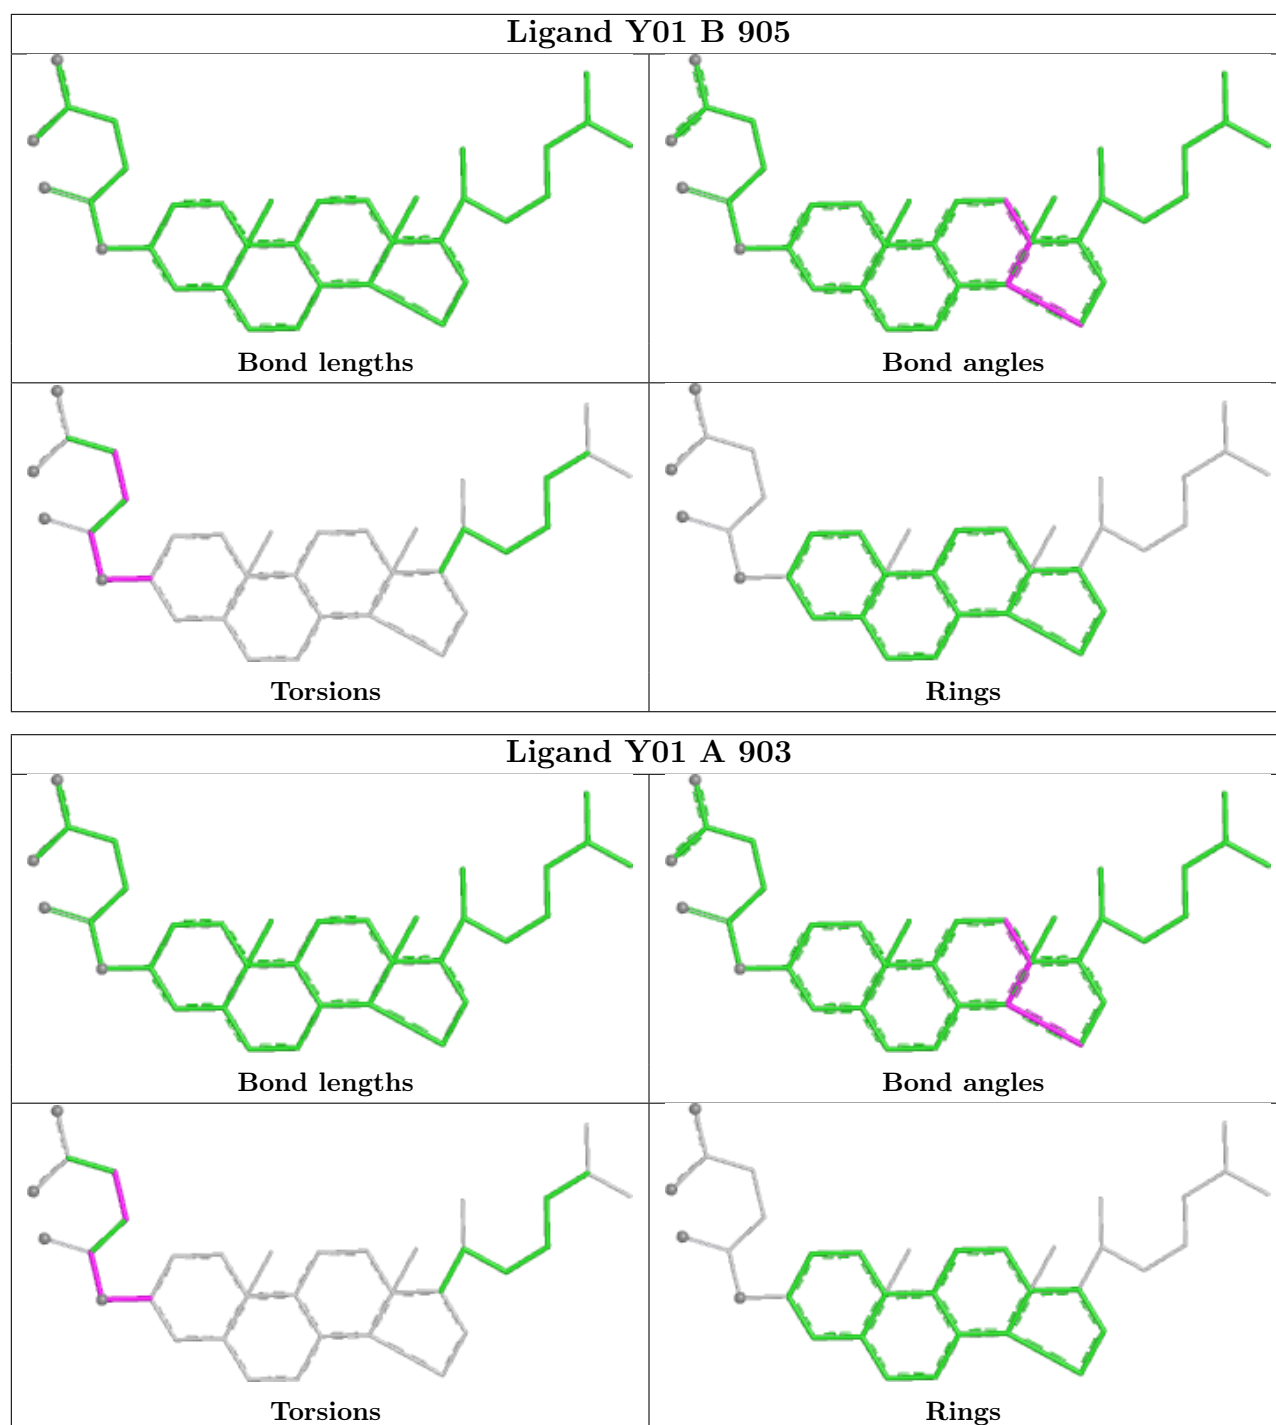 Ligand Y01 B 905
Bond lengths
Bond angles
Torsions
Rings
Ligand Y01 A 903
Bond lengths
Bond angles
Torsions
Rings